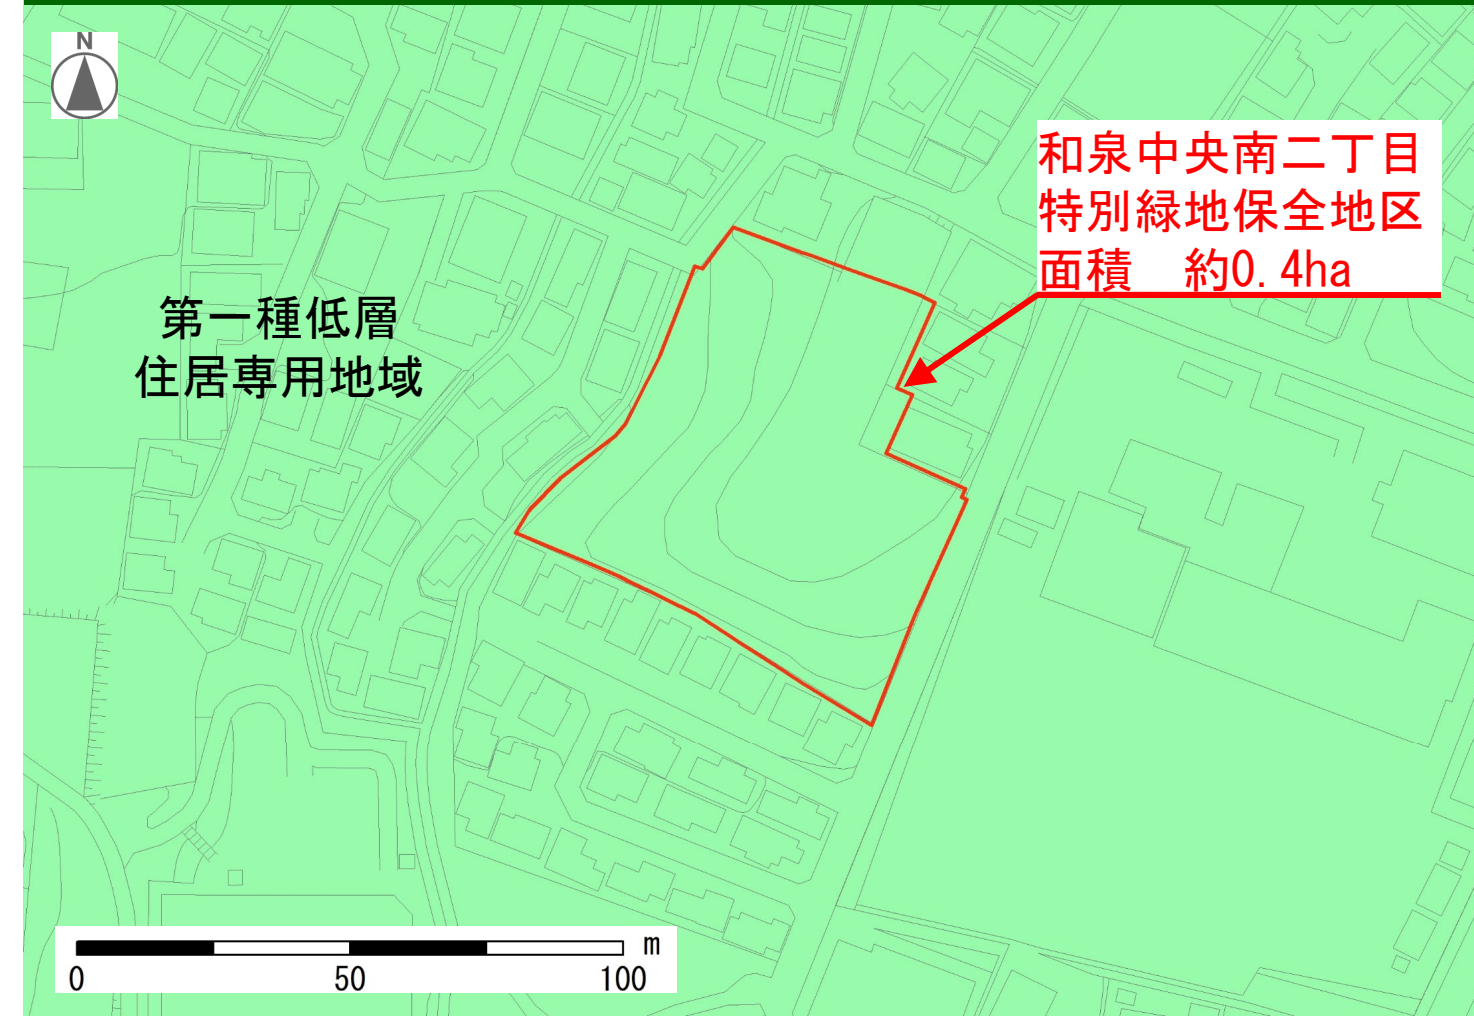 N
和泉中央南二丁目
特別緑地保全地区
面積　約0.4ha
第一種低層
住居専用地域
m
0 50 100